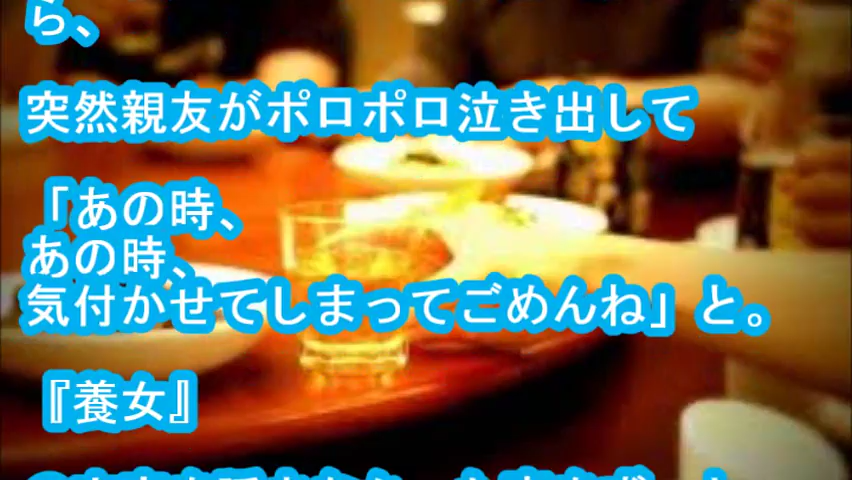 ら、
突然親友がポロポロ泣き出して
「あの時、
あの時、
気付かせてしまってごめんね」と。
『養女』